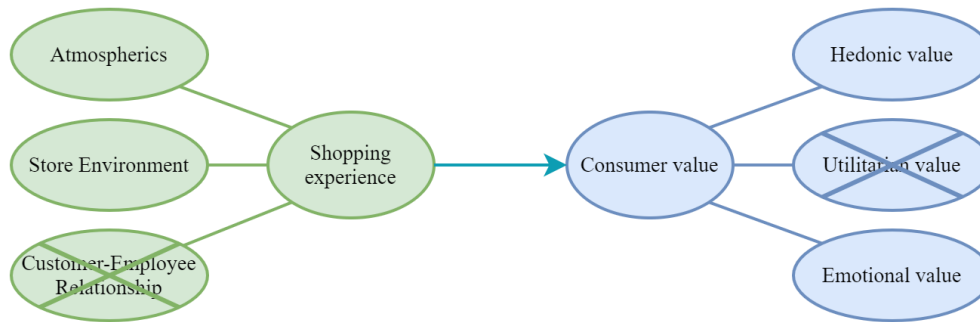 Atmospherics
Hedonic value
Store Environment
Shopping
experience
Consumer value
Utilitarian value
Customer-Employee
Relationship
Emotional value